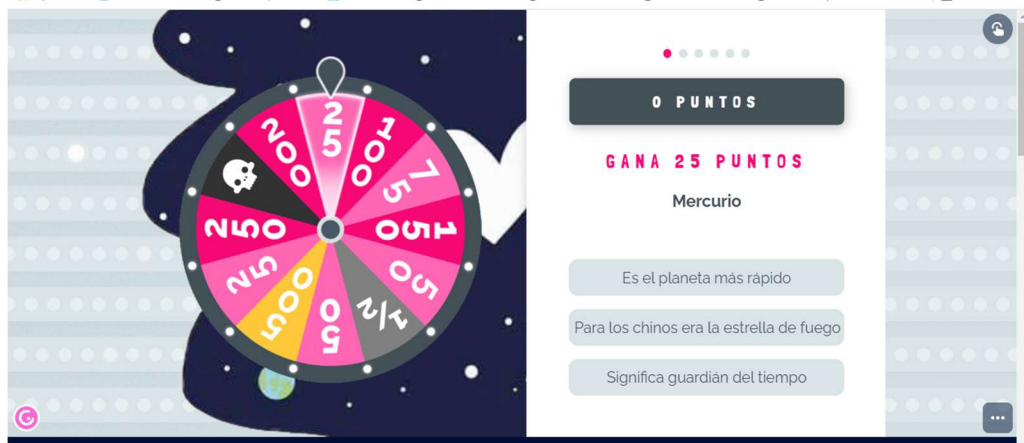 25
100
75
150
50
1/2
50
500
25
250
200
0 PUNTOS
GANA 25 PUNTOS
Mercurio
Es el planeta más rápido
Para los chinos era la estrella de fuego
Significa guardián del tiempo